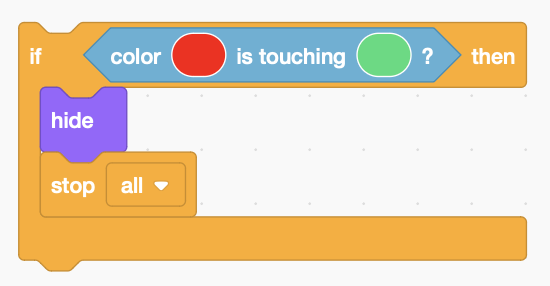 if color is touching ? then
hide
stop all